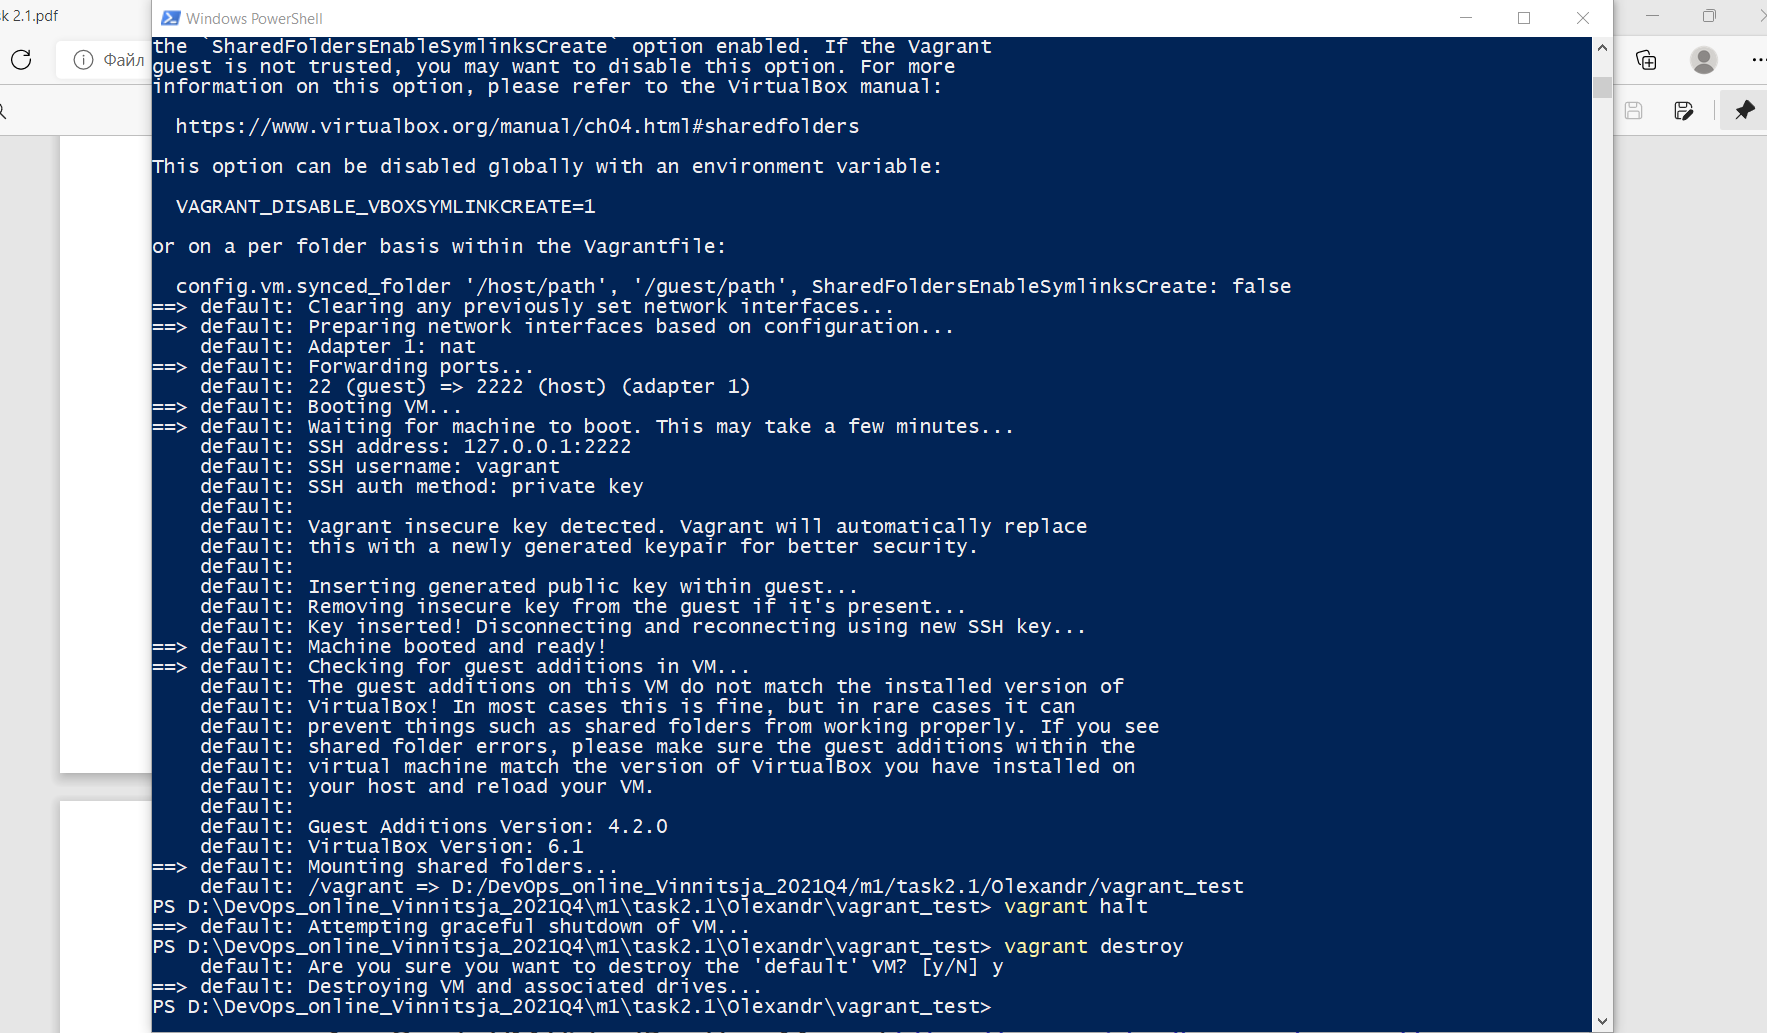 k 2.1.pdf
Windows PowerShell
Файл
the `SharedFoldersEnableSymlinksCreate` option enabled. If the Vagrant
guest is not trusted, you may want to disable this option. For more
information on this option, please refer to the VirtualBox manual:
https://www.virtualbox.org/manual/ch04.html#sharedfolders
This option can be disabled globally with an environment variable:
VAGRANT_DISABLE_VBOXSYMLINKCREATE=1
or on a per folder basis within the Vagrantfile:
config.vm.synced_folder '/host/path', '/guest/path', SharedFoldersEnableSymlinksCreate: false
==> default: Clearing any previously set network interfaces...
==> default: Preparing network interfaces based on configuration...
default: Adapter 1: nat
==> default: Forwarding ports...
default: 22 (guest) => 2222 (host) (adapter 1)
==> default: Booting VM...
==> default: Waiting for machine to boot. This may take a few minutes...
default: SSH address: 127.0.0.1:2222
default: SSH username: vagrant
default: SSH auth method: private key
default:
default: Vagrant insecure key detected. Vagrant will automatically replace
default: this with a newly generated keypair for better security.
default:
default: Inserting generated public key within guest...
default: Removing insecure key from the guest if it's present...
default: Key inserted! Disconnecting and reconnecting using new SSH key...
==> default: Machine booted and ready!
==> default: Checking for guest additions in VM...
default: The guest additions on this VM do not match the installed version of
default: VirtualBox! In most cases this is fine, but in rare cases it can
default: prevent things such as shared folders from working properly. If you see
default: shared folder errors, please make sure the guest additions within the
default: virtual machine match the version of VirtualBox you have installed on
default: your host and reload your VM.
default:
default: Guest Additions Version: 4.2.0
default: VirtualBox Version: 6.1
==> default: Mounting shared folders...
default: /vagrant => D:/DevOps_online_Vinnitsja_2021Q4/m1/task2.1/Olexandr/vagrant_test
PS D:\DevOps_online_Vinnitsja_2021Q4\m1\task2.1\Olexandr\vagrant_test> vagrant halt
==> default: Attempting graceful shutdown of VM...
PS D:\DevOps_online_Vinnitsja_2021Q4\m1\task2.1\Olexandr\vagrant_test> vagrant destroy
default: Are you sure you want to destroy the 'default' VM? [y/N] y
==> default: Destroying VM and associated drives...
PS D:\DevOps_online_Vinnitsja_2021Q4\m1\task2.1\Olexandr\vagrant_test>